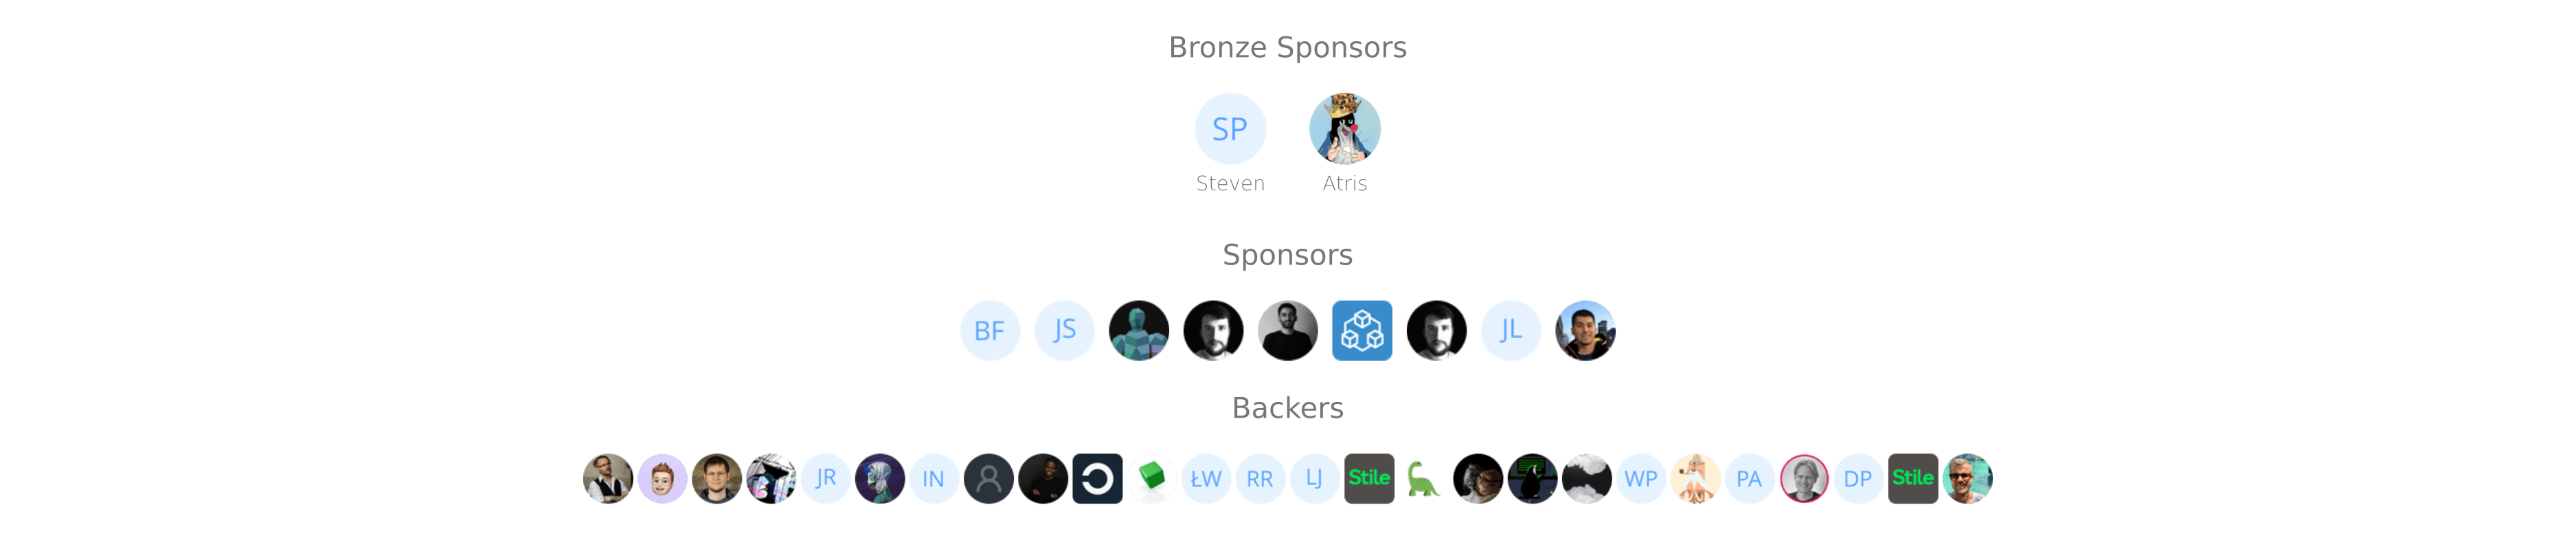 Bronze Sponsors
SP
Steven Atris
Sponsors
BF JS JL
Backers
JR IN ŁW RR LJ Stile WP PA DP Stile